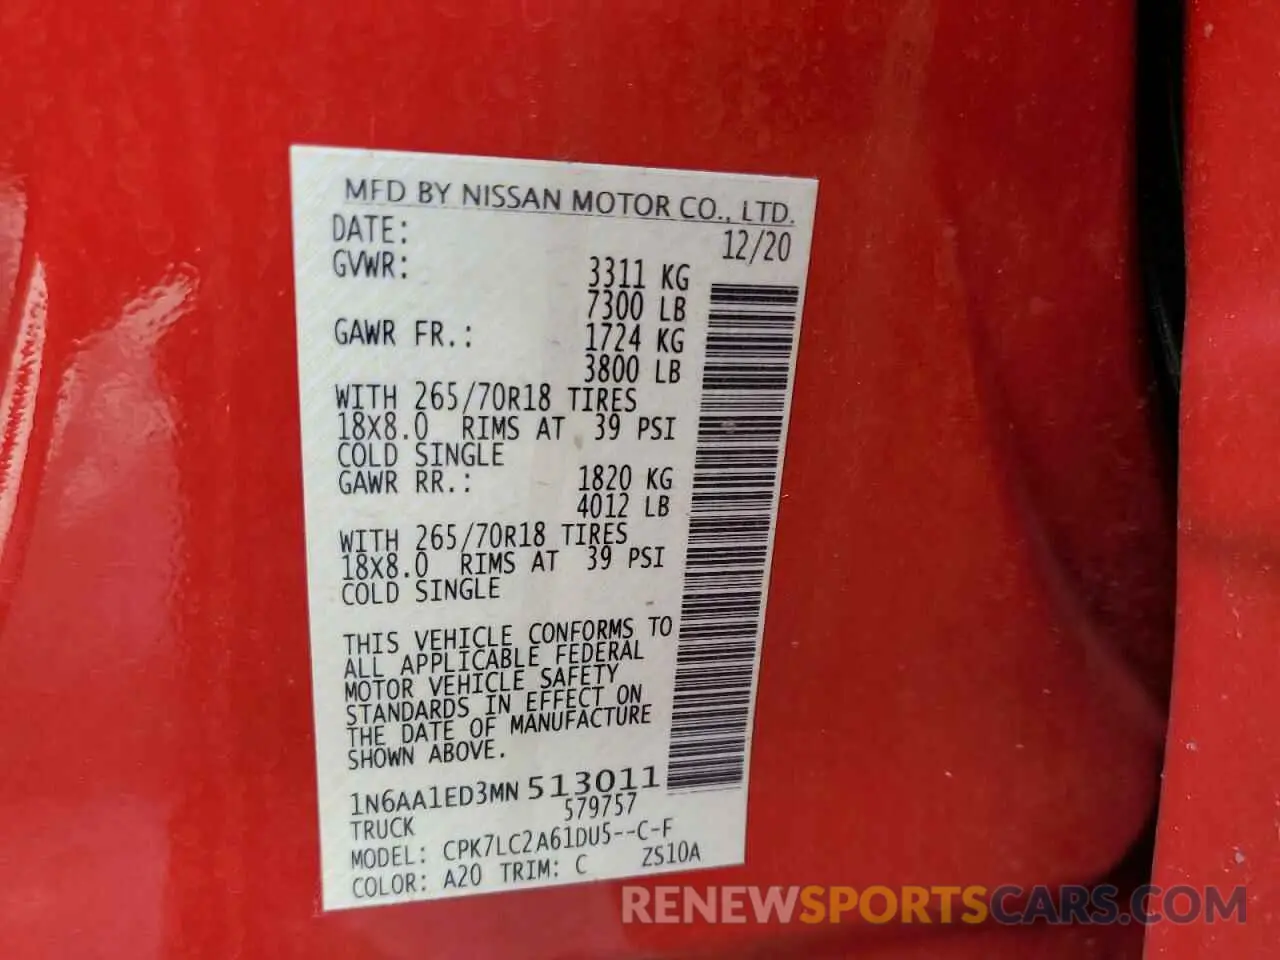 MFD BY NISSAN MOTOR CO., LTD.
DATE: 12/20
GVWR: 3311 KG
7300 LB
GAWR FR.: 1724 KG
3800 LB
WITH 265/70R18 TIRES
18X8.0 RIMS AT 39 PSI
COLD SINGLE
GAWR RR.: 1820 KG
4012 LB
WITH 265/70R18 TIRES
18X8.0 RIMS AT 39 PSI
COLD SINGLE
THIS VEHICLE CONFORMS TO
ALL APPLICABLE FEDERAL
MOTOR VEHICLE SAFETY
STANDARDS IN EFFECT ON
THE DATE OF MANUFACTURE
SHOWN ABOVE.
1N6AA1ED3MN 513011
579757
TRUCK
MODEL: CPK7LC2A61DU5--C-F
COLOR: A20 TRIM: C ZS10A
RENEWSPORTSCARS.COM